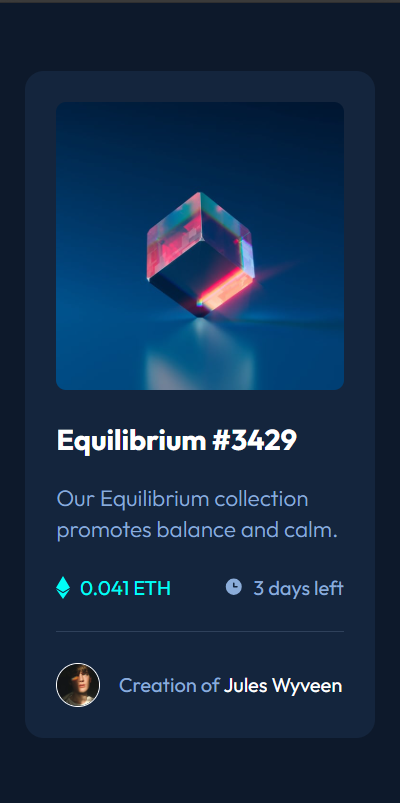 Equilibrium #3429
Our Equilibrium collection
promotes balance and calm.
0.041 ETH 3 days left
Creation of Jules Wyveen